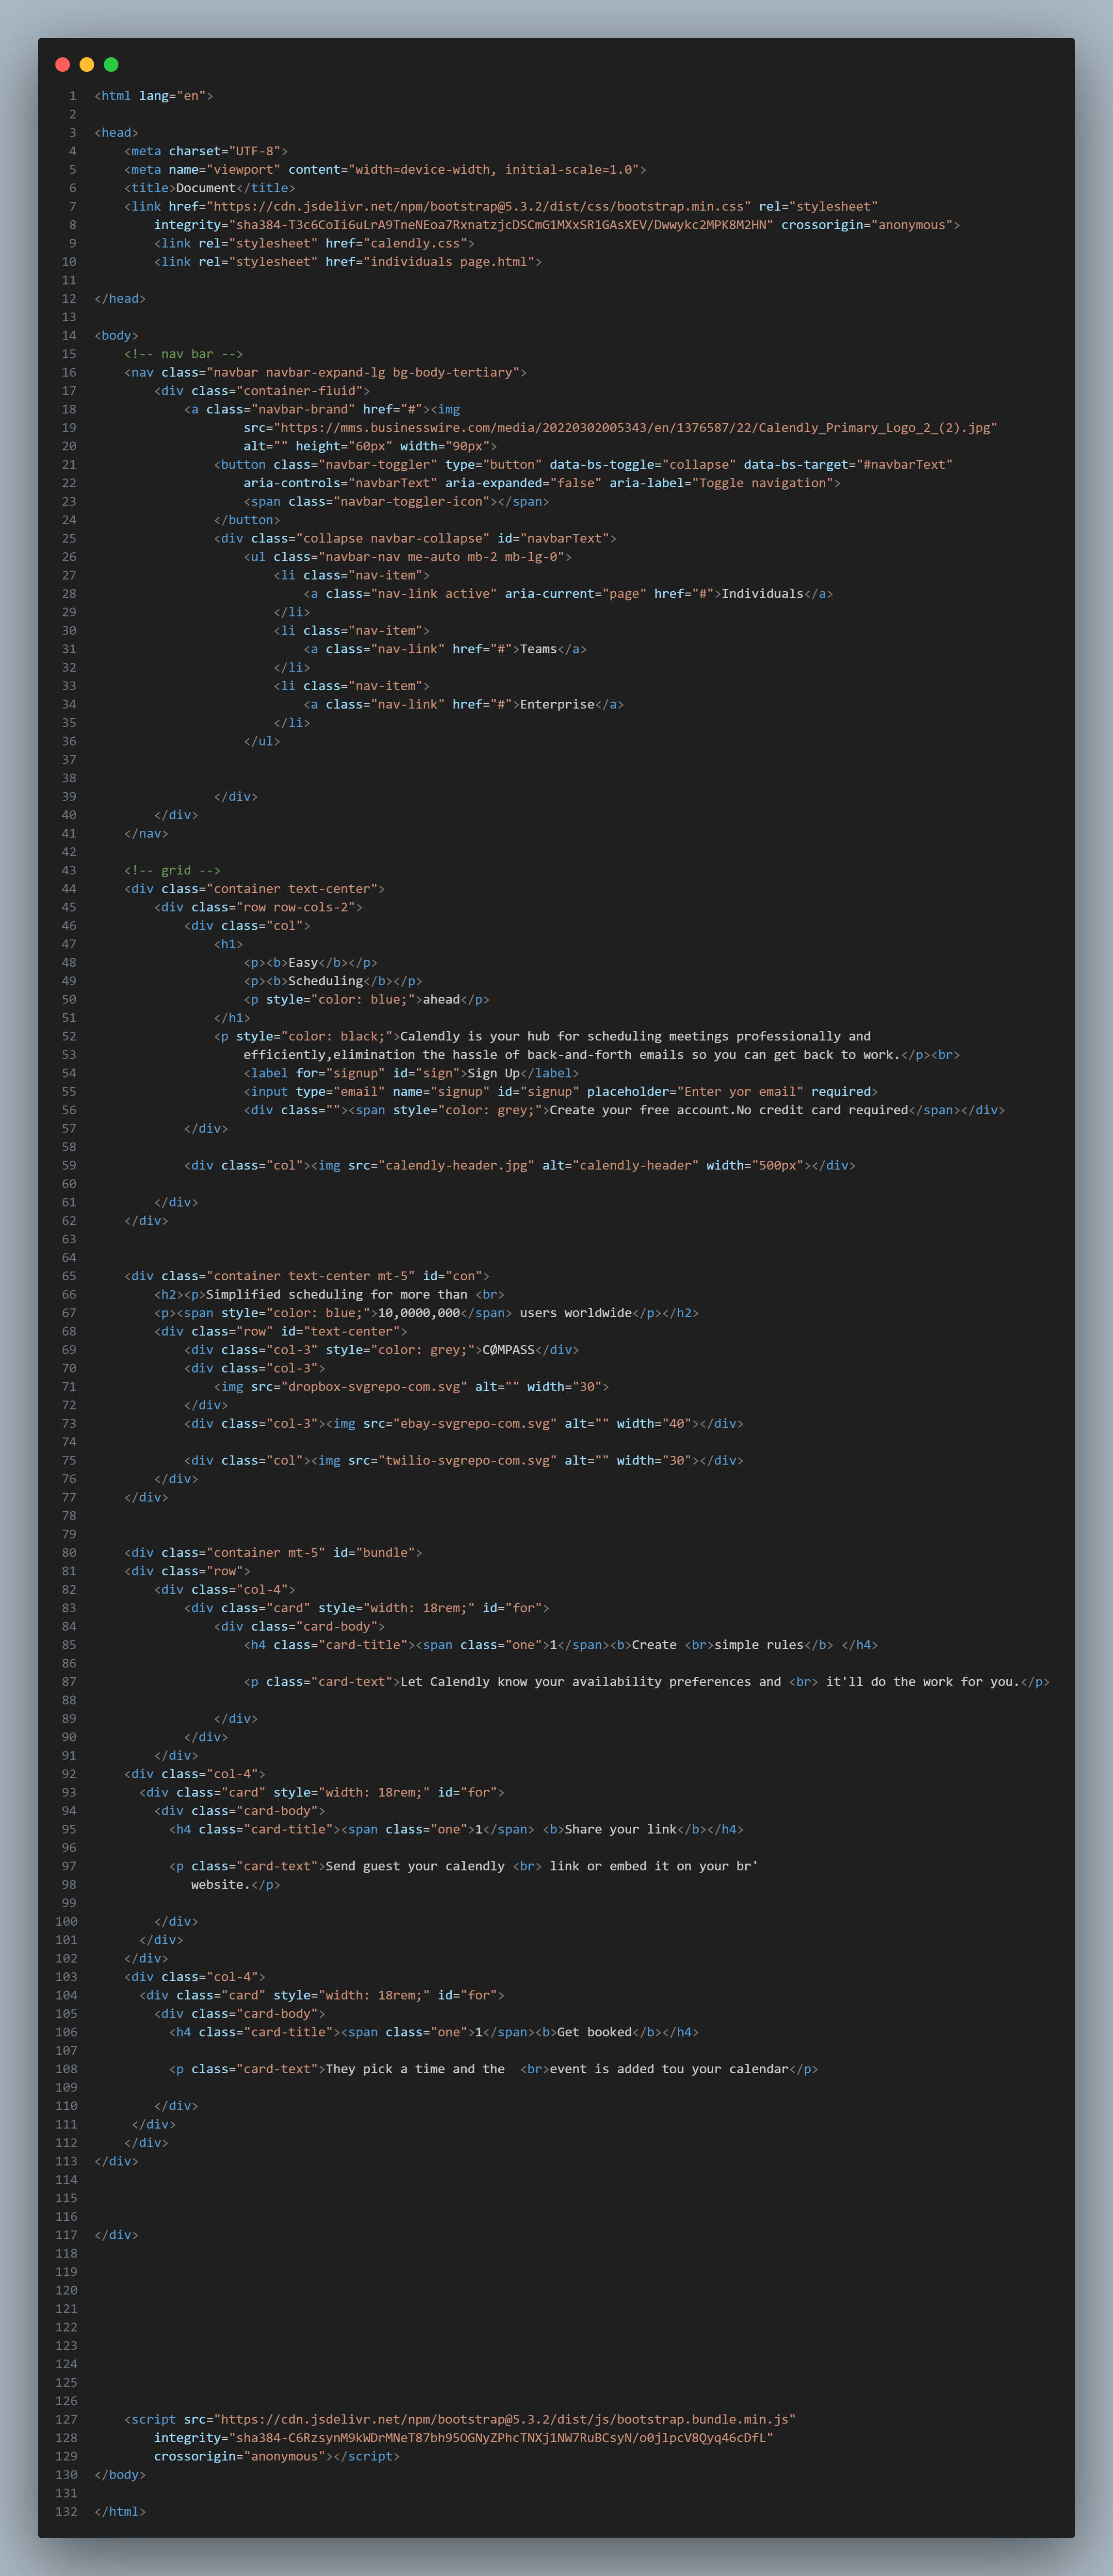 1 <html lang="en">
2
3 <head>
4     <meta charset="UTF-8">
5     <meta name="viewport" content="width=device-width, initial-scale=1.0">
6     <title>Document</title>
7     <link href="https://cdn.jsdelivr.net/npm/bootstrap@5.3.2/dist/css/bootstrap.min.css" rel="stylesheet"
8         integrity="sha384-T3c6CoIi6uLrA9TneNEoa7RxnatzjcDSCmG1MXxSR1GAsXEV/Dwwykc2MPK8M2HN" crossorigin="anonymous">
9         <link rel="stylesheet" href="calendly.css">
10         <link rel="stylesheet" href="individuals page.html">
11
12 </head>
13
14 <body>
15     <!-- nav bar -->
16     <nav class="navbar navbar-expand-lg bg-body-tertiary">
17         <div class="container-fluid">
18             <a class="navbar-brand" href="#"><img
19                     src="https://mms.businesswire.com/media/20220302005343/en/1376587/22/Calendly_Primary_Logo_2_(2).jpg"
20                     alt="" height="60px" width="90px">
21                 <button class="navbar-toggler" type="button" data-bs-toggle="collapse" data-bs-target="#navbarText"
22                     aria-controls="navbarText" aria-expanded="false" aria-label="Toggle navigation">
23                     <span class="navbar-toggler-icon"></span>
24                 </button>
25                 <div class="collapse navbar-collapse" id="navbarText">
26                     <ul class="navbar-nav me-auto mb-2 mb-lg-0">
27                         <li class="nav-item">
28                             <a class="nav-link active" aria-current="page" href="#">Individuals</a>
29                         </li>
30                         <li class="nav-item">
31                             <a class="nav-link" href="#">Teams</a>
32                         </li>
33                         <li class="nav-item">
34                             <a class="nav-link" href="#">Enterprise</a>
35                         </li>
36                     </ul>
37
38
39                 </div>
40         </div>
41     </nav>
42
43     <!-- grid -->
44     <div class="container text-center">
45         <div class="row row-cols-2">
46             <div class="col">
47                 <h1>
48                     <p><b>Easy</b></p>
49                     <p><b>Scheduling</b></p>
50                     <p style="color: blue;">ahead</p>
51                 </h1>
52                 <p style="color: black;">Calendly is your hub for scheduling meetings professionally and
53                     efficiently,elimination the hassle of back-and-forth emails so you can get back to work.</p><br>
54                     <label for="signup" id="sign">Sign Up</label>
55                     <input type="email" name="signup" id="signup" placeholder="Enter yor email" required>
56                     <div class=""><span style="color: grey;">Create your free account.No credit card required</span></div>
57             </div>
58
59             <div class="col"><img src="calendly-header.jpg" alt="calendly-header" width="500px"></div>
60
61         </div>
62     </div>
63
64
65     <div class="container text-center mt-5" id="con">
66         <h2><p>Simplified scheduling for more than <br>
67         <p><span style="color: blue;">10,0000,000</span> users worldwide</p></h2>
68         <div class="row" id="text-center">
69             <div class="col-3" style="color: grey;">CØMPASS</div>
70             <div class="col-3">
71                 <img src="dropbox-svgrepo-com.svg" alt="" width="30">
72             </div>
73             <div class="col-3"><img src="ebay-svgrepo-com.svg" alt="" width="40"></div>
74
75             <div class="col"><img src="twilio-svgrepo-com.svg" alt="" width="30"></div>
76         </div>
77     </div>
78
79
80     <div class="container mt-5" id="bundle">
81     <div class="row">
82         <div class="col-4">
83             <div class="card" style="width: 18rem;" id="for">
84                 <div class="card-body">
85                     <h4 class="card-title"><span class="one">1</span><b>Create <br>simple rules</b> </h4>
86
87                     <p class="card-text">Let Calendly know your availability preferences and <br> it'll do the work for you.</p>
88
89                 </div>
90             </div>
91         </div>
92     <div class="col-4">
93       <div class="card" style="width: 18rem;" id="for">
94         <div class="card-body">
95           <h4 class="card-title"><span class="one">1</span> <b>Share your link</b></h4>
96
97           <p class="card-text">Send guest your calendly <br> link or embed it on your br'
98              website.</p>
99
100         </div>
101       </div>
102     </div>
103     <div class="col-4">
104       <div class="card" style="width: 18rem;" id="for">
105         <div class="card-body">
106           <h4 class="card-title"><span class="one">1</span><b>Get booked</b></h4>
107
108           <p class="card-text">They pick a time and the  <br>event is added tou your calendar</p>
109
110         </div>
111      </div>
112     </div>
113 </div>
114
115
116
117 </div>
118
119
120
121
122
123
124
125
126
127     <script src="https://cdn.jsdelivr.net/npm/bootstrap@5.3.2/dist/js/bootstrap.bundle.min.js"
128         integrity="sha384-C6RzsynM9kWDrMNeT87bh95OGNyZPhcTNXj1NW7RuBCsyN/o0jlpcV8Qyq46cDfL"
129         crossorigin="anonymous"></script>
130 </body>
131
132 </html>